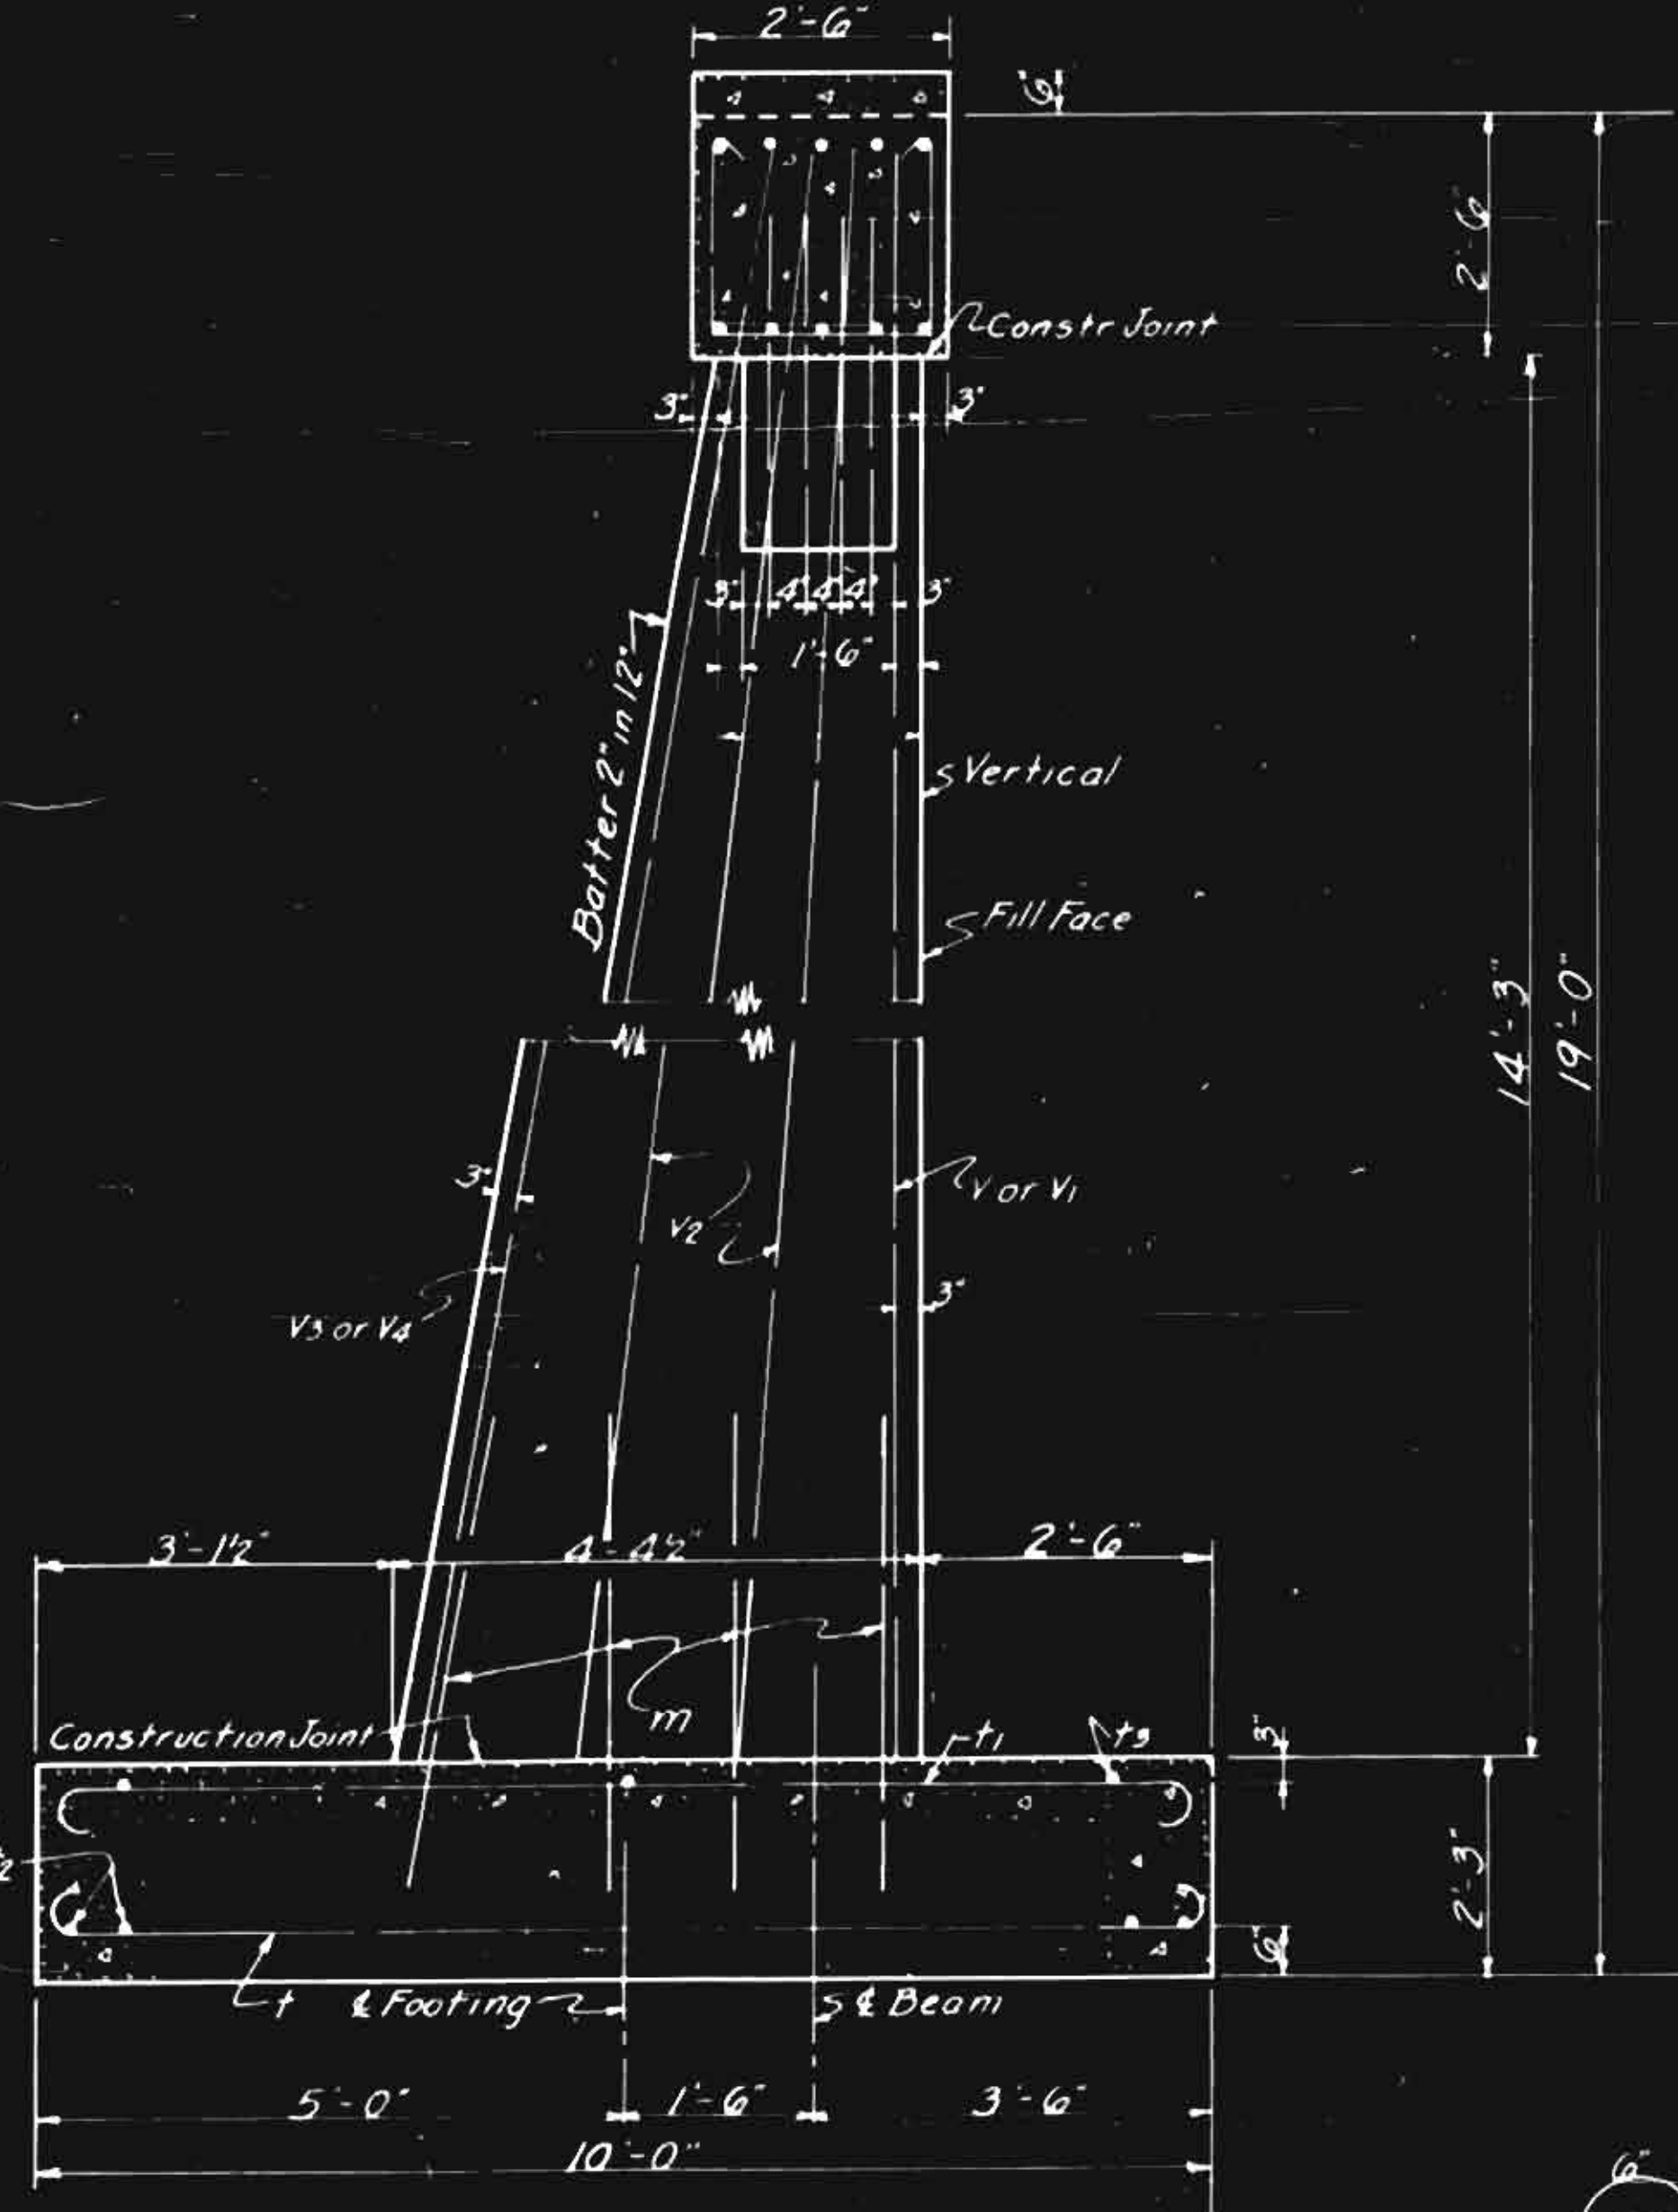 2'-6"
6"
2'-6"
Constr Joint
3" 3"
3" 4" 4" 4" 3"
1'-6"
Batter 2" in 12"
Vertical
Fill Face
14'-3"
19'-0"
3"
V or V1
V2
3"
V3 or V4
3'-1½" 4'-4½" 2'-6"
m
Construction Joint
t1 t3
3"
2'-3"
6"
t
℄ Footing
℄ Beam
5'-0" 1'-6" 3'-6"
10'-0"
6"